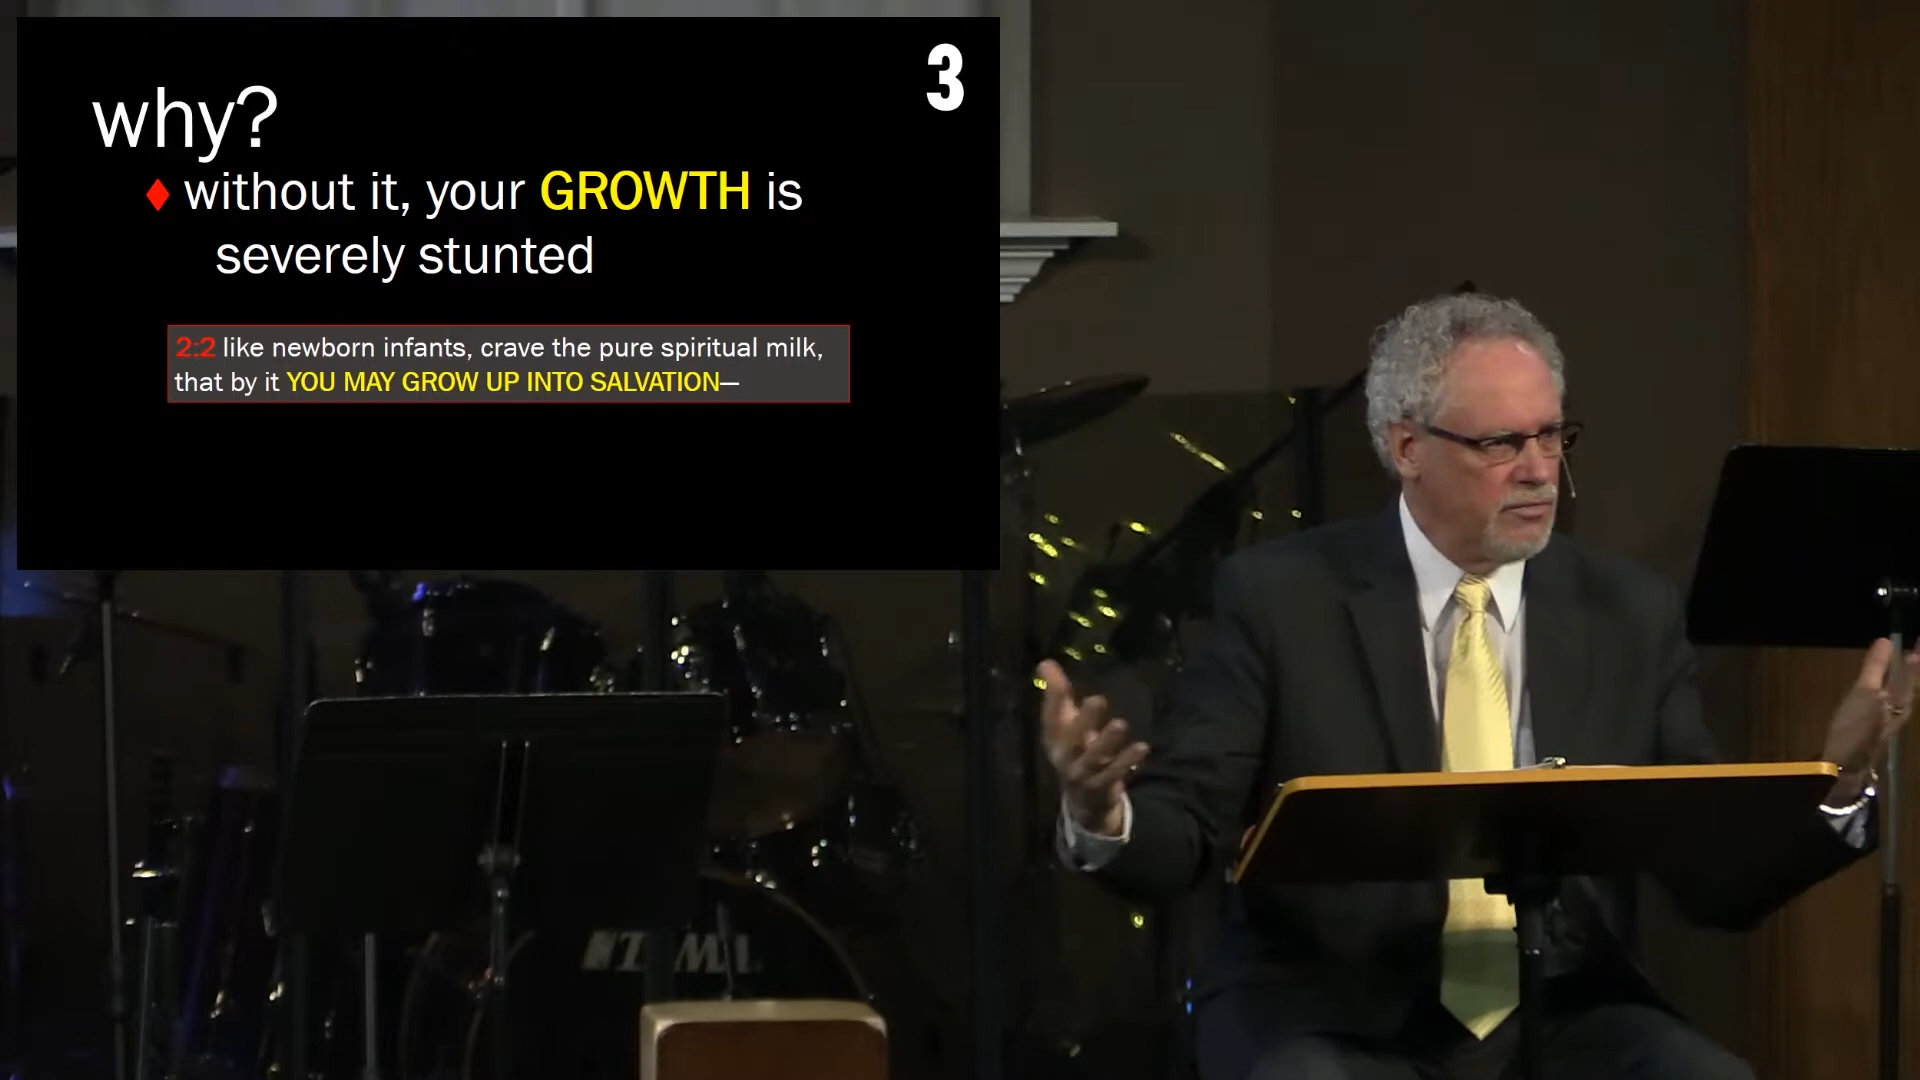 3
why?
without it, your GROWTH is
severely stunted
2:2 like newborn infants, crave the pure spiritual milk,
that by it YOU MAY GROW UP INTO SALVATION—
TAMA